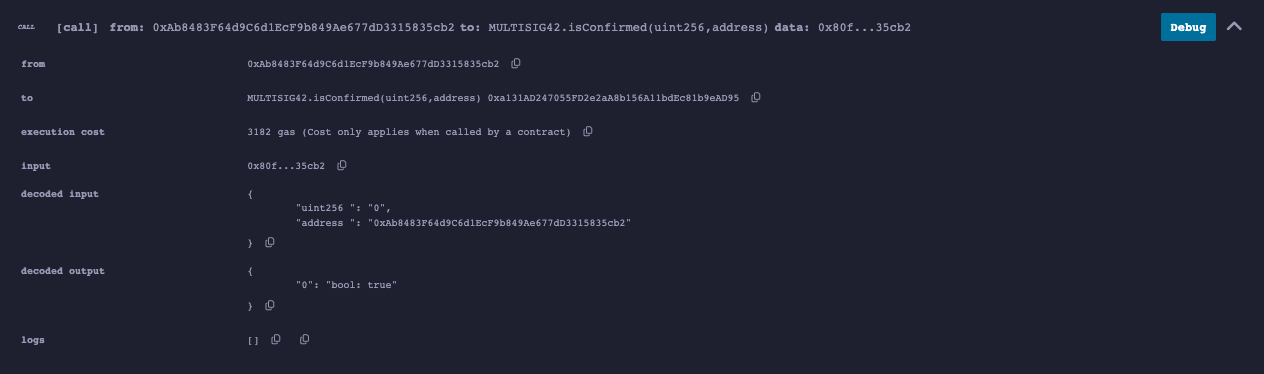 CALL [call] from: 0xAb8483F64d9C6d1EcF9b849Ae677dD3315835cb2 to: MULTISIG42.isConfirmed(uint256,address) data: 0x80f...35cb2 Debug
from 0xAb8483F64d9C6d1EcF9b849Ae677dD3315835cb2
to MULTISIG42.isConfirmed(uint256,address) 0xa131AD247055FD2e2aA8b156A11bdEc81b9eAD95
execution cost 3182 gas (Cost only applies when called by a contract)
input 0x80f...35cb2
decoded input {
"uint256 ": "0",
"address ": "0xAb8483F64d9C6d1EcF9b849Ae677dD3315835cb2"
}
decoded output {
"0": "bool: true"
}
logs []